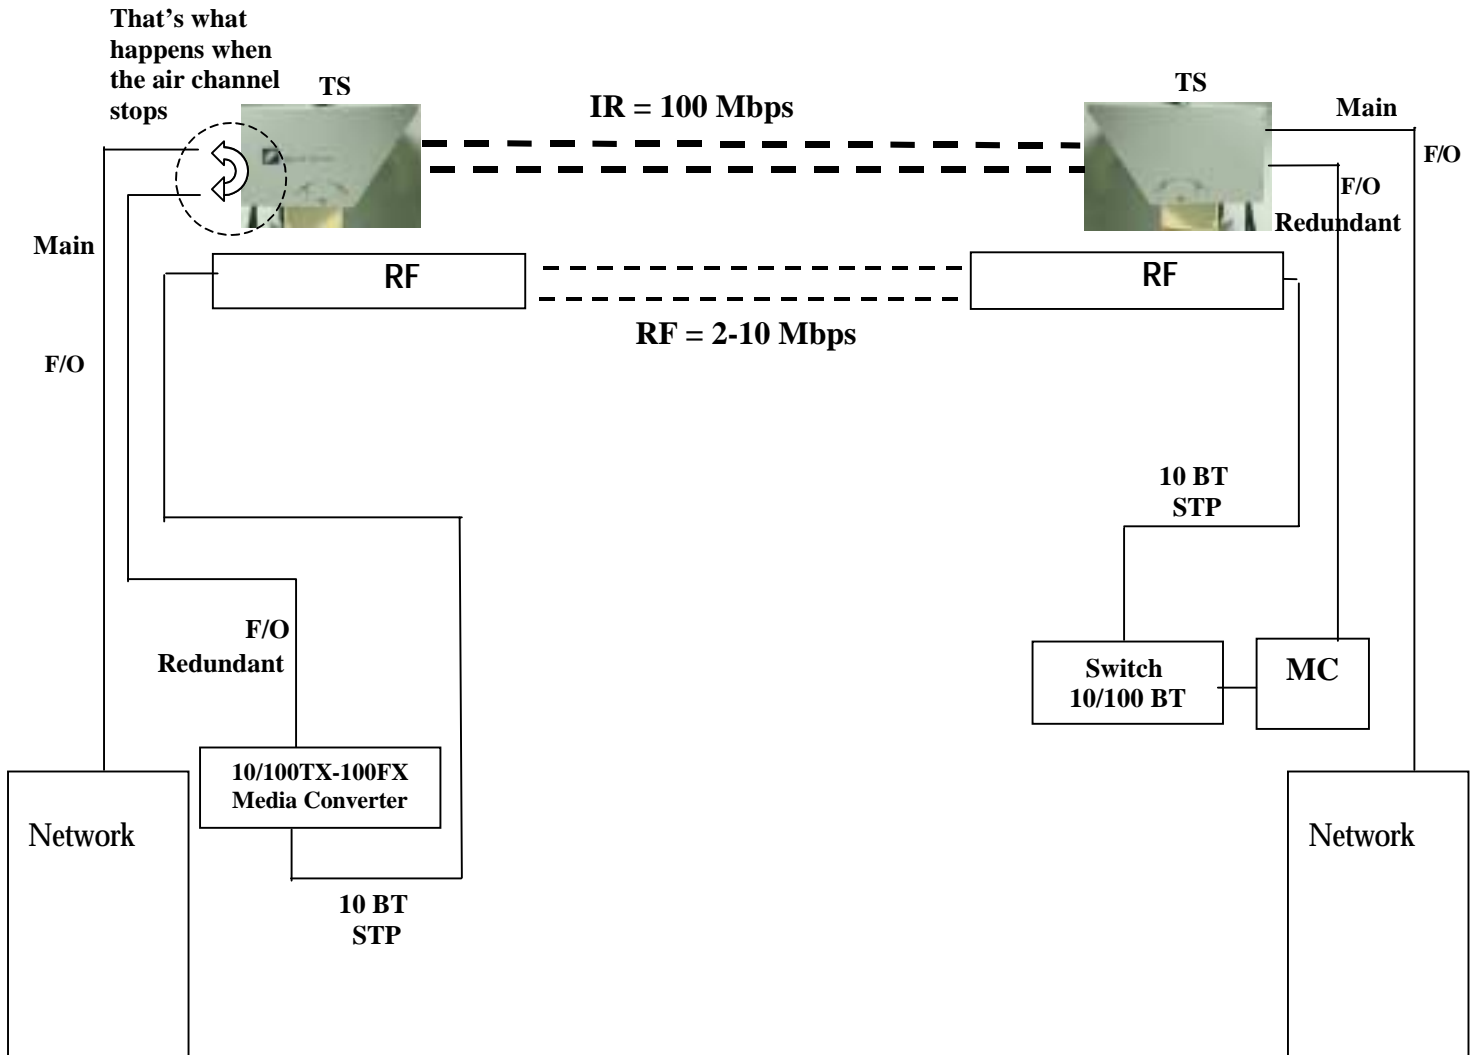 That's what
happens when
the air channel
stops
TS
IR = 100 Mbps
TS
Main
F/O
F/O
Redundant
Main
RF
RF
RF = 2-10 Mbps
F/O
10 BT
STP
F/O
Redundant
Switch
10/100 BT
MC
10/100TX-100FX
Media Converter
Network
Network
10 BT
STP